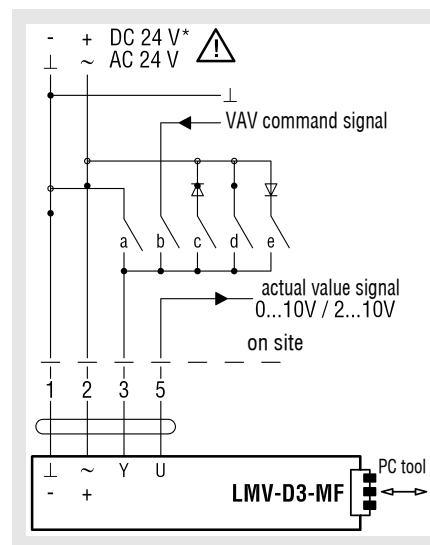 - + DC 24 V*
⊥ ~ AC 24 V
!
⊥
VAV command signal
a b c d e
actual value signal
0...10V / 2...10V
on site
1 2 3 5
⊥ ~ Y U
- +
LMV-D3-MF
PC tool